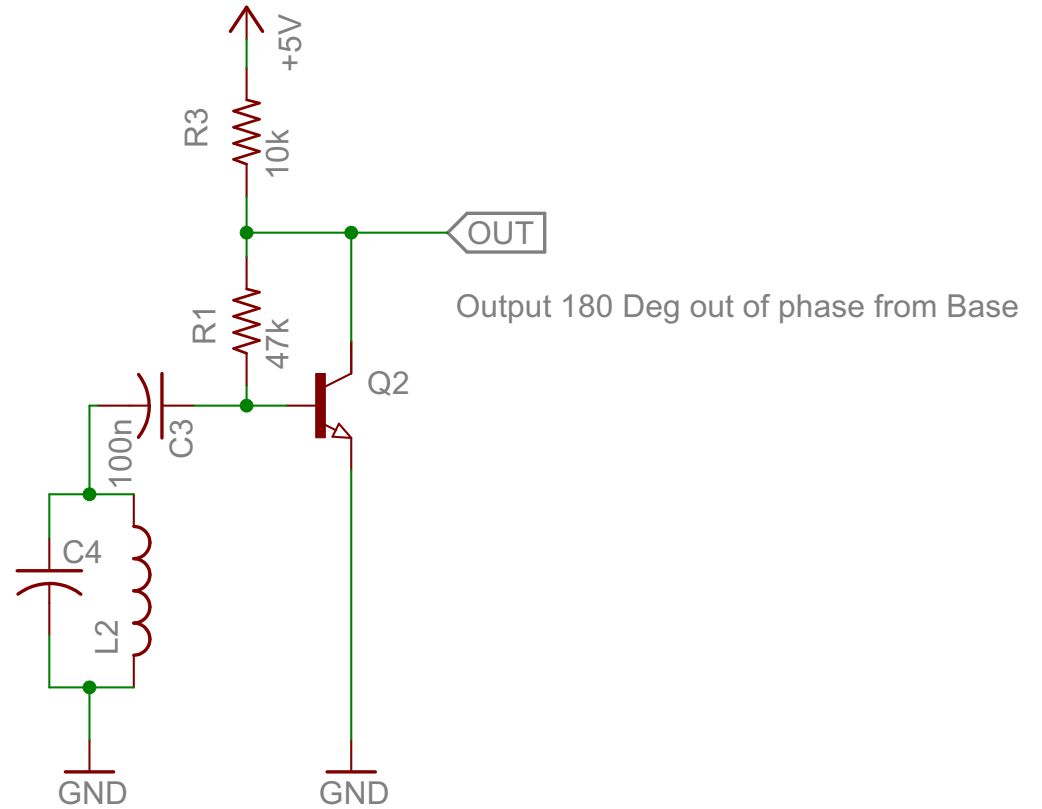 +5V
R3
10k
OUT
Output 180 Deg out of phase from Base
R1
47k
Q2
100n
C3
C4
L2
GND
GND